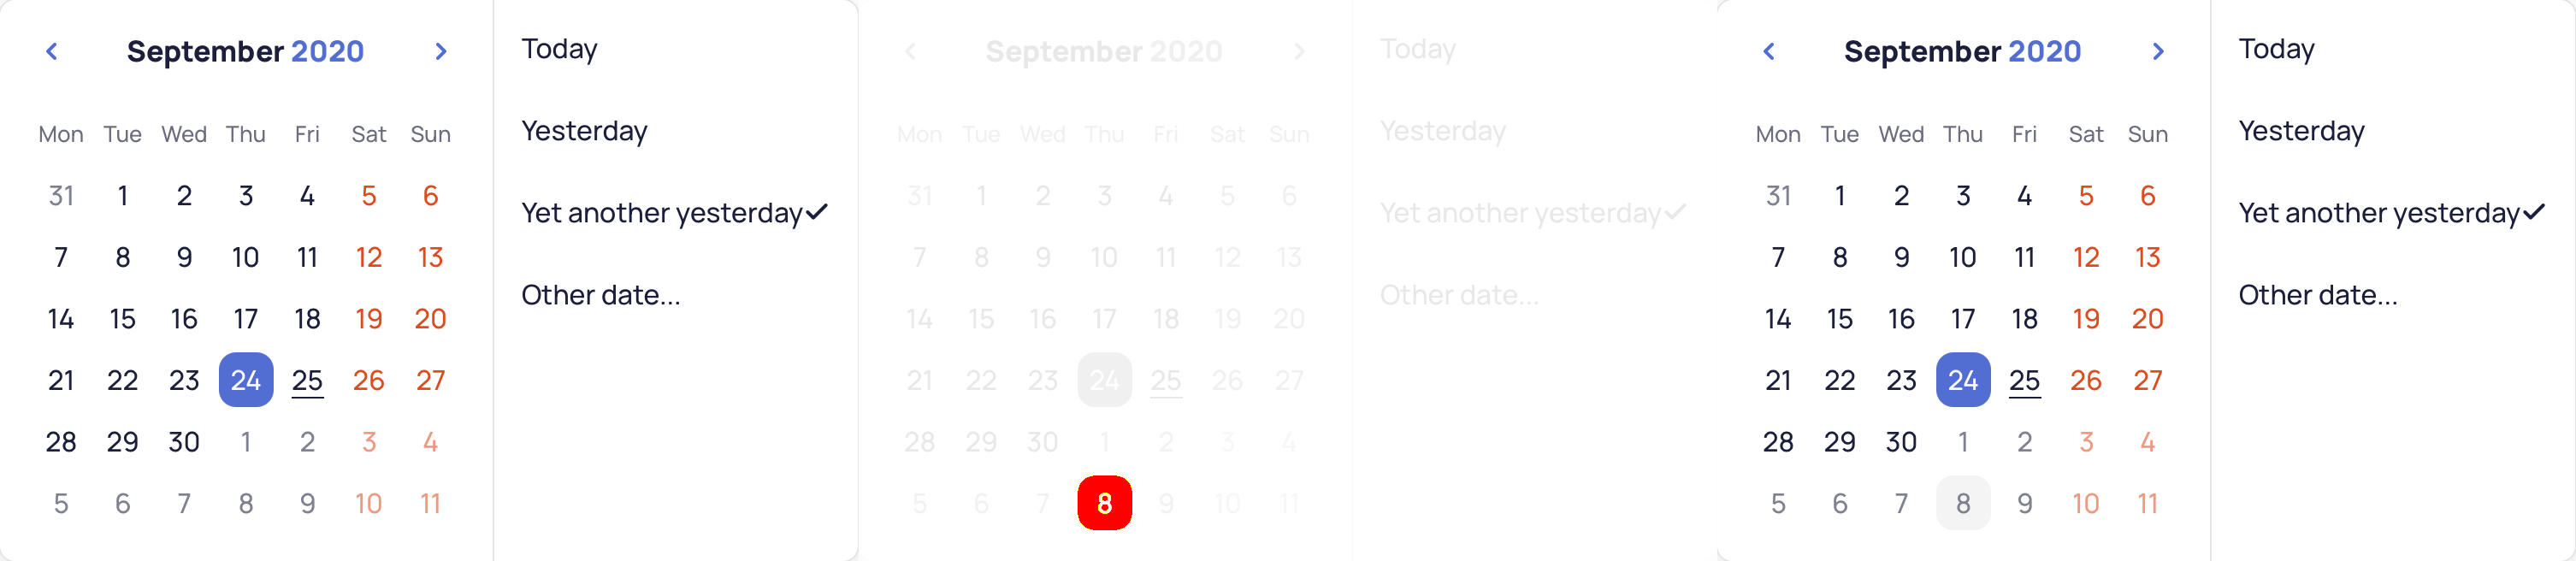 September 2020
Mon Tue Wed Thu Fri Sat Sun
31 1 2 3 4 5 6
7 8 9 10 11 12 13
14 15 16 17 18 19 20
21 22 23 24 25 26 27
28 29 30 1 2 3 4
5 6 7 8 9 10 11
Today
Yesterday
Yet another yesterday
Other date...
September 2020
Mon Tue Wed Thu Fri Sat Sun
31 1 2 3 4 5 6
7 8 9 10 11 12 13
14 15 16 17 18 19 20
21 22 23 24 25 26 27
28 29 30 1 2 3 4
5 6 7 8 9 10 11
Today
Yesterday
Yet another yesterday
Other date...
September 2020
Mon Tue Wed Thu Fri Sat Sun
31 1 2 3 4 5 6
7 8 9 10 11 12 13
14 15 16 17 18 19 20
21 22 23 24 25 26 27
28 29 30 1 2 3 4
5 6 7 8 9 10 11
Today
Yesterday
Yet another yesterday
Other date...